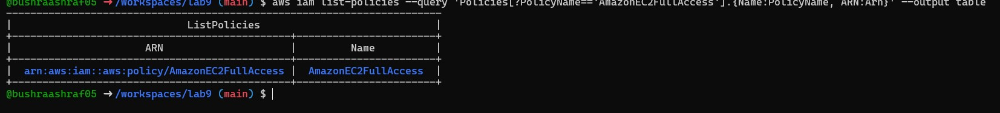 @bushraashraf05 ➜ /workspaces/lab9 (main) $ aws iam list-policies --query 'Policies[?PolicyName==`AmazonEC2FullAccess`].{Name:PolicyName, ARN:Arn}' --output table
ListPolicies
ARN | Name
arn:aws:iam::aws:policy/AmazonEC2FullAccess | AmazonEC2FullAccess
@bushraashraf05 ➜ /workspaces/lab9 (main) $